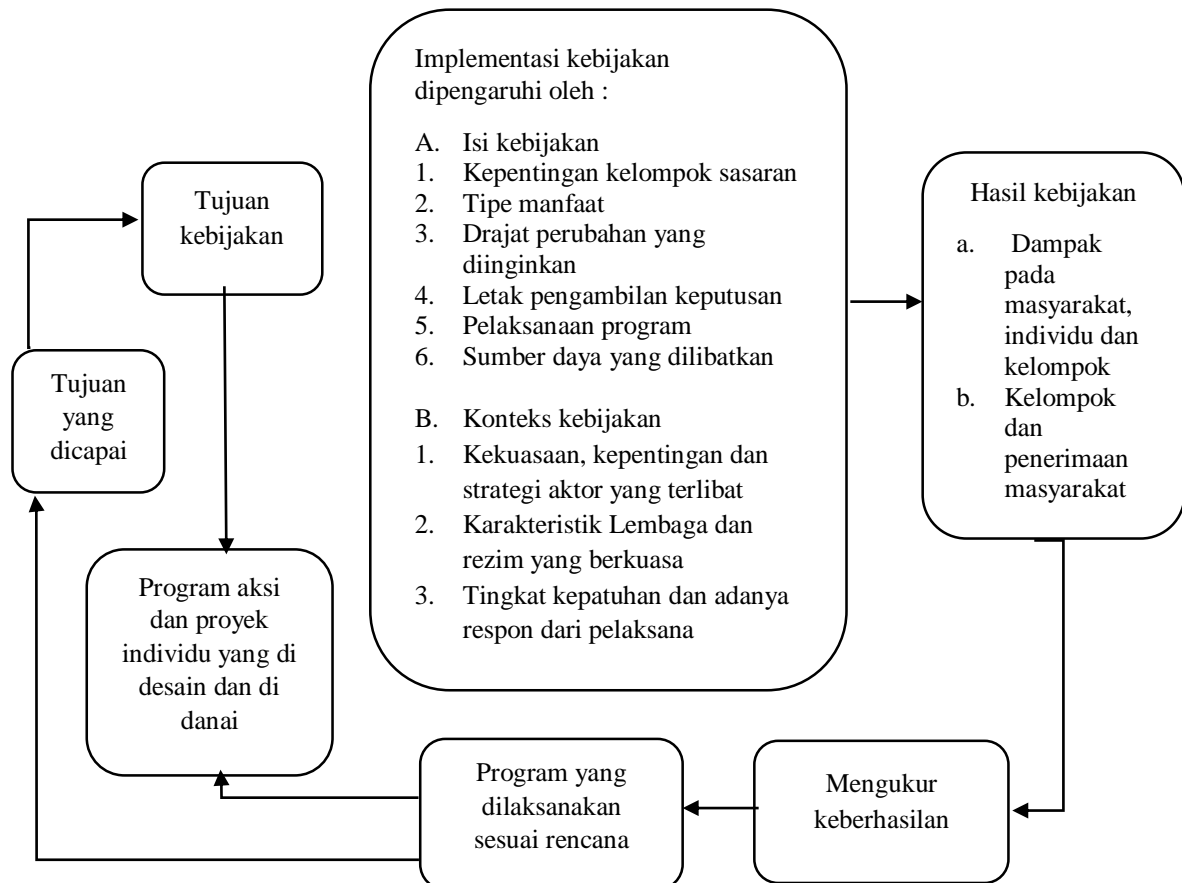 Implementasi kebijakan
dipengaruhi oleh :
A. Isi kebijakan
1. Kepentingan kelompok sasaran
2. Tipe manfaat
3. Drajat perubahan yang
diinginkan
4. Letak pengambilan keputusan
5. Pelaksanaan program
6. Sumber daya yang dilibatkan
B. Konteks kebijakan
1. Kekuasaan, kepentingan dan
strategi aktor yang terlibat
2. Karakteristik Lembaga dan
rezim yang berkuasa
3. Tingkat kepatuhan dan adanya
respon dari pelaksana
Tujuan
kebijakan
Tujuan
yang
dicapai
Program aksi
dan proyek
individu yang di
desain dan di
danai
Hasil kebijakan
a. Dampak
pada
masyarakat,
individu dan
kelompok
b. Kelompok
dan
penerimaan
masyarakat
Program yang
dilaksanakan
sesuai rencana
Mengukur
keberhasilan